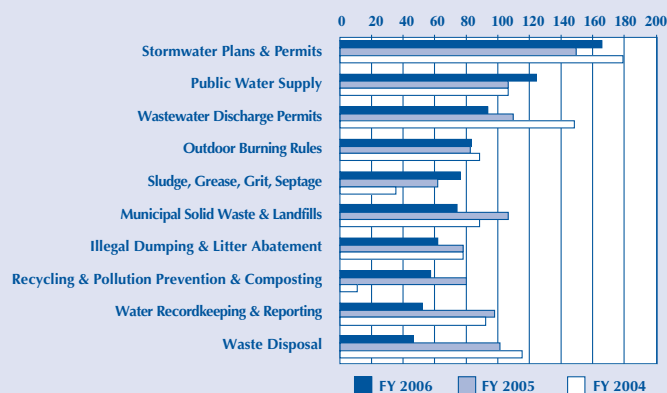 0 20 40 60 80 100 120 140 160 180 200
Stormwater Plans & Permits
Public Water Supply
Wastewater Discharge Permits
Outdoor Burning Rules
Sludge, Grease, Grit, Septage
Municipal Solid Waste & Landfills
Illegal Dumping & Litter Abatement
Recycling & Pollution Prevention & Composting
Water Recordkeeping & Reporting
Waste Disposal
FY 2006 FY 2005 FY 2004